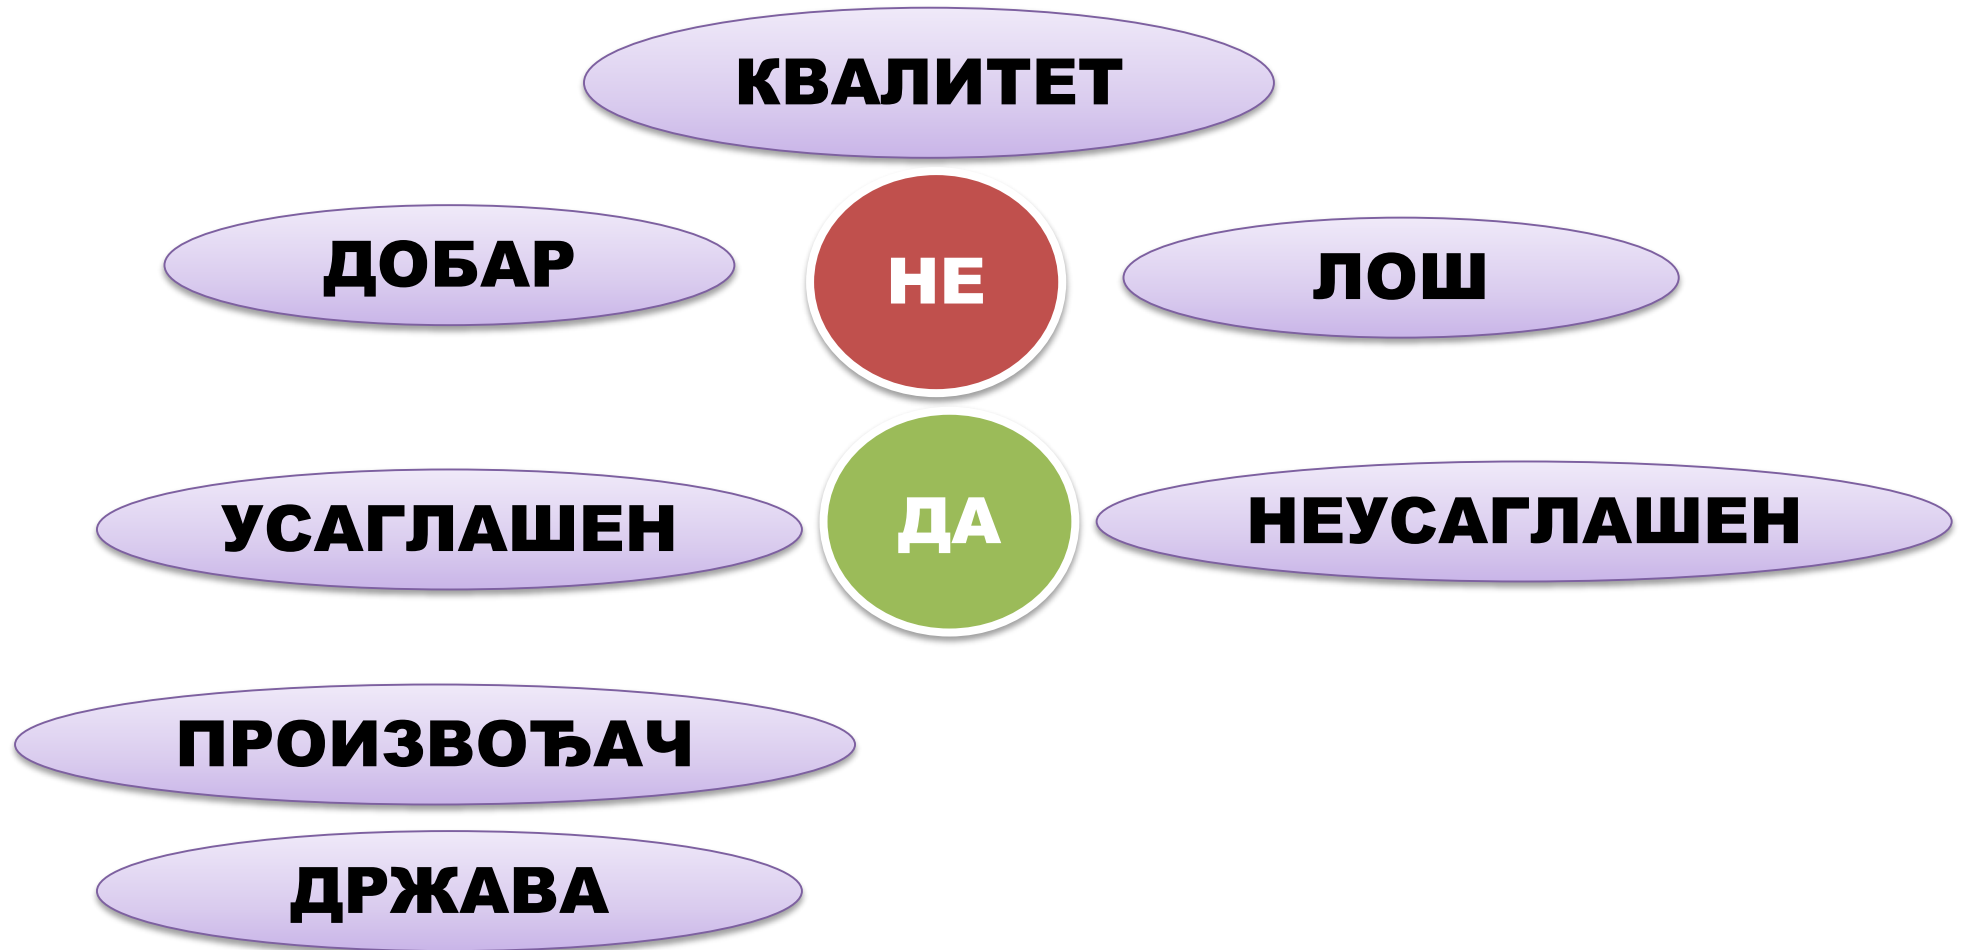 КВАЛИТЕТ
ДОБАР
НЕ
ЛОШ
УСАГЛАШЕН
ДА
НЕУСАГЛАШЕН
ПРОИЗВОЂАЧ
ДРЖАВА